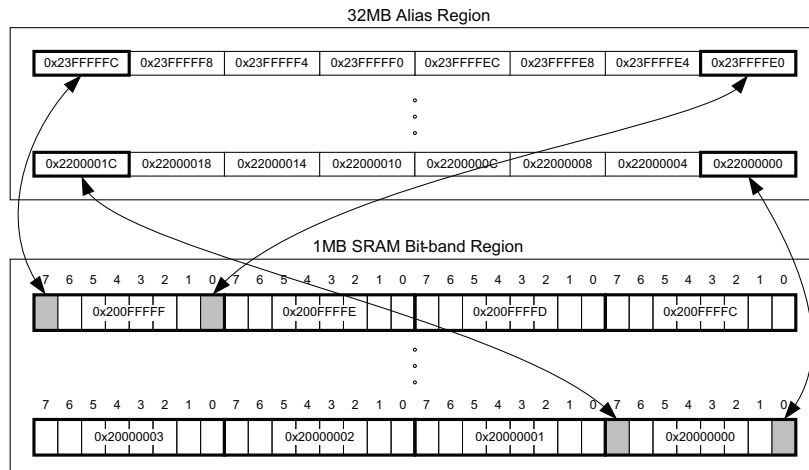 32MB Alias Region
0x23FFFFFC 0x23FFFFF8 0x23FFFFF4 0x23FFFFF0 0x23FFFFEC 0x23FFFFE8 0x23FFFFE4 0x23FFFFE0
0x2200001C 0x22000018 0x22000014 0x22000010 0x2200000C 0x22000008 0x22000004 0x22000000
1MB SRAM Bit-band Region
7 6 5 4 3 2 1 0 7 6 5 4 3 2 1 0 7 6 5 4 3 2 1 0 7 6 5 4 3 2 1 0
0x200FFFFF 0x200FFFFE 0x200FFFFD 0x200FFFFC
7 6 5 4 3 2 1 0 7 6 5 4 3 2 1 0 7 6 5 4 3 2 1 0 7 6 5 4 3 2 1 0
0x20000003 0x20000002 0x20000001 0x20000000